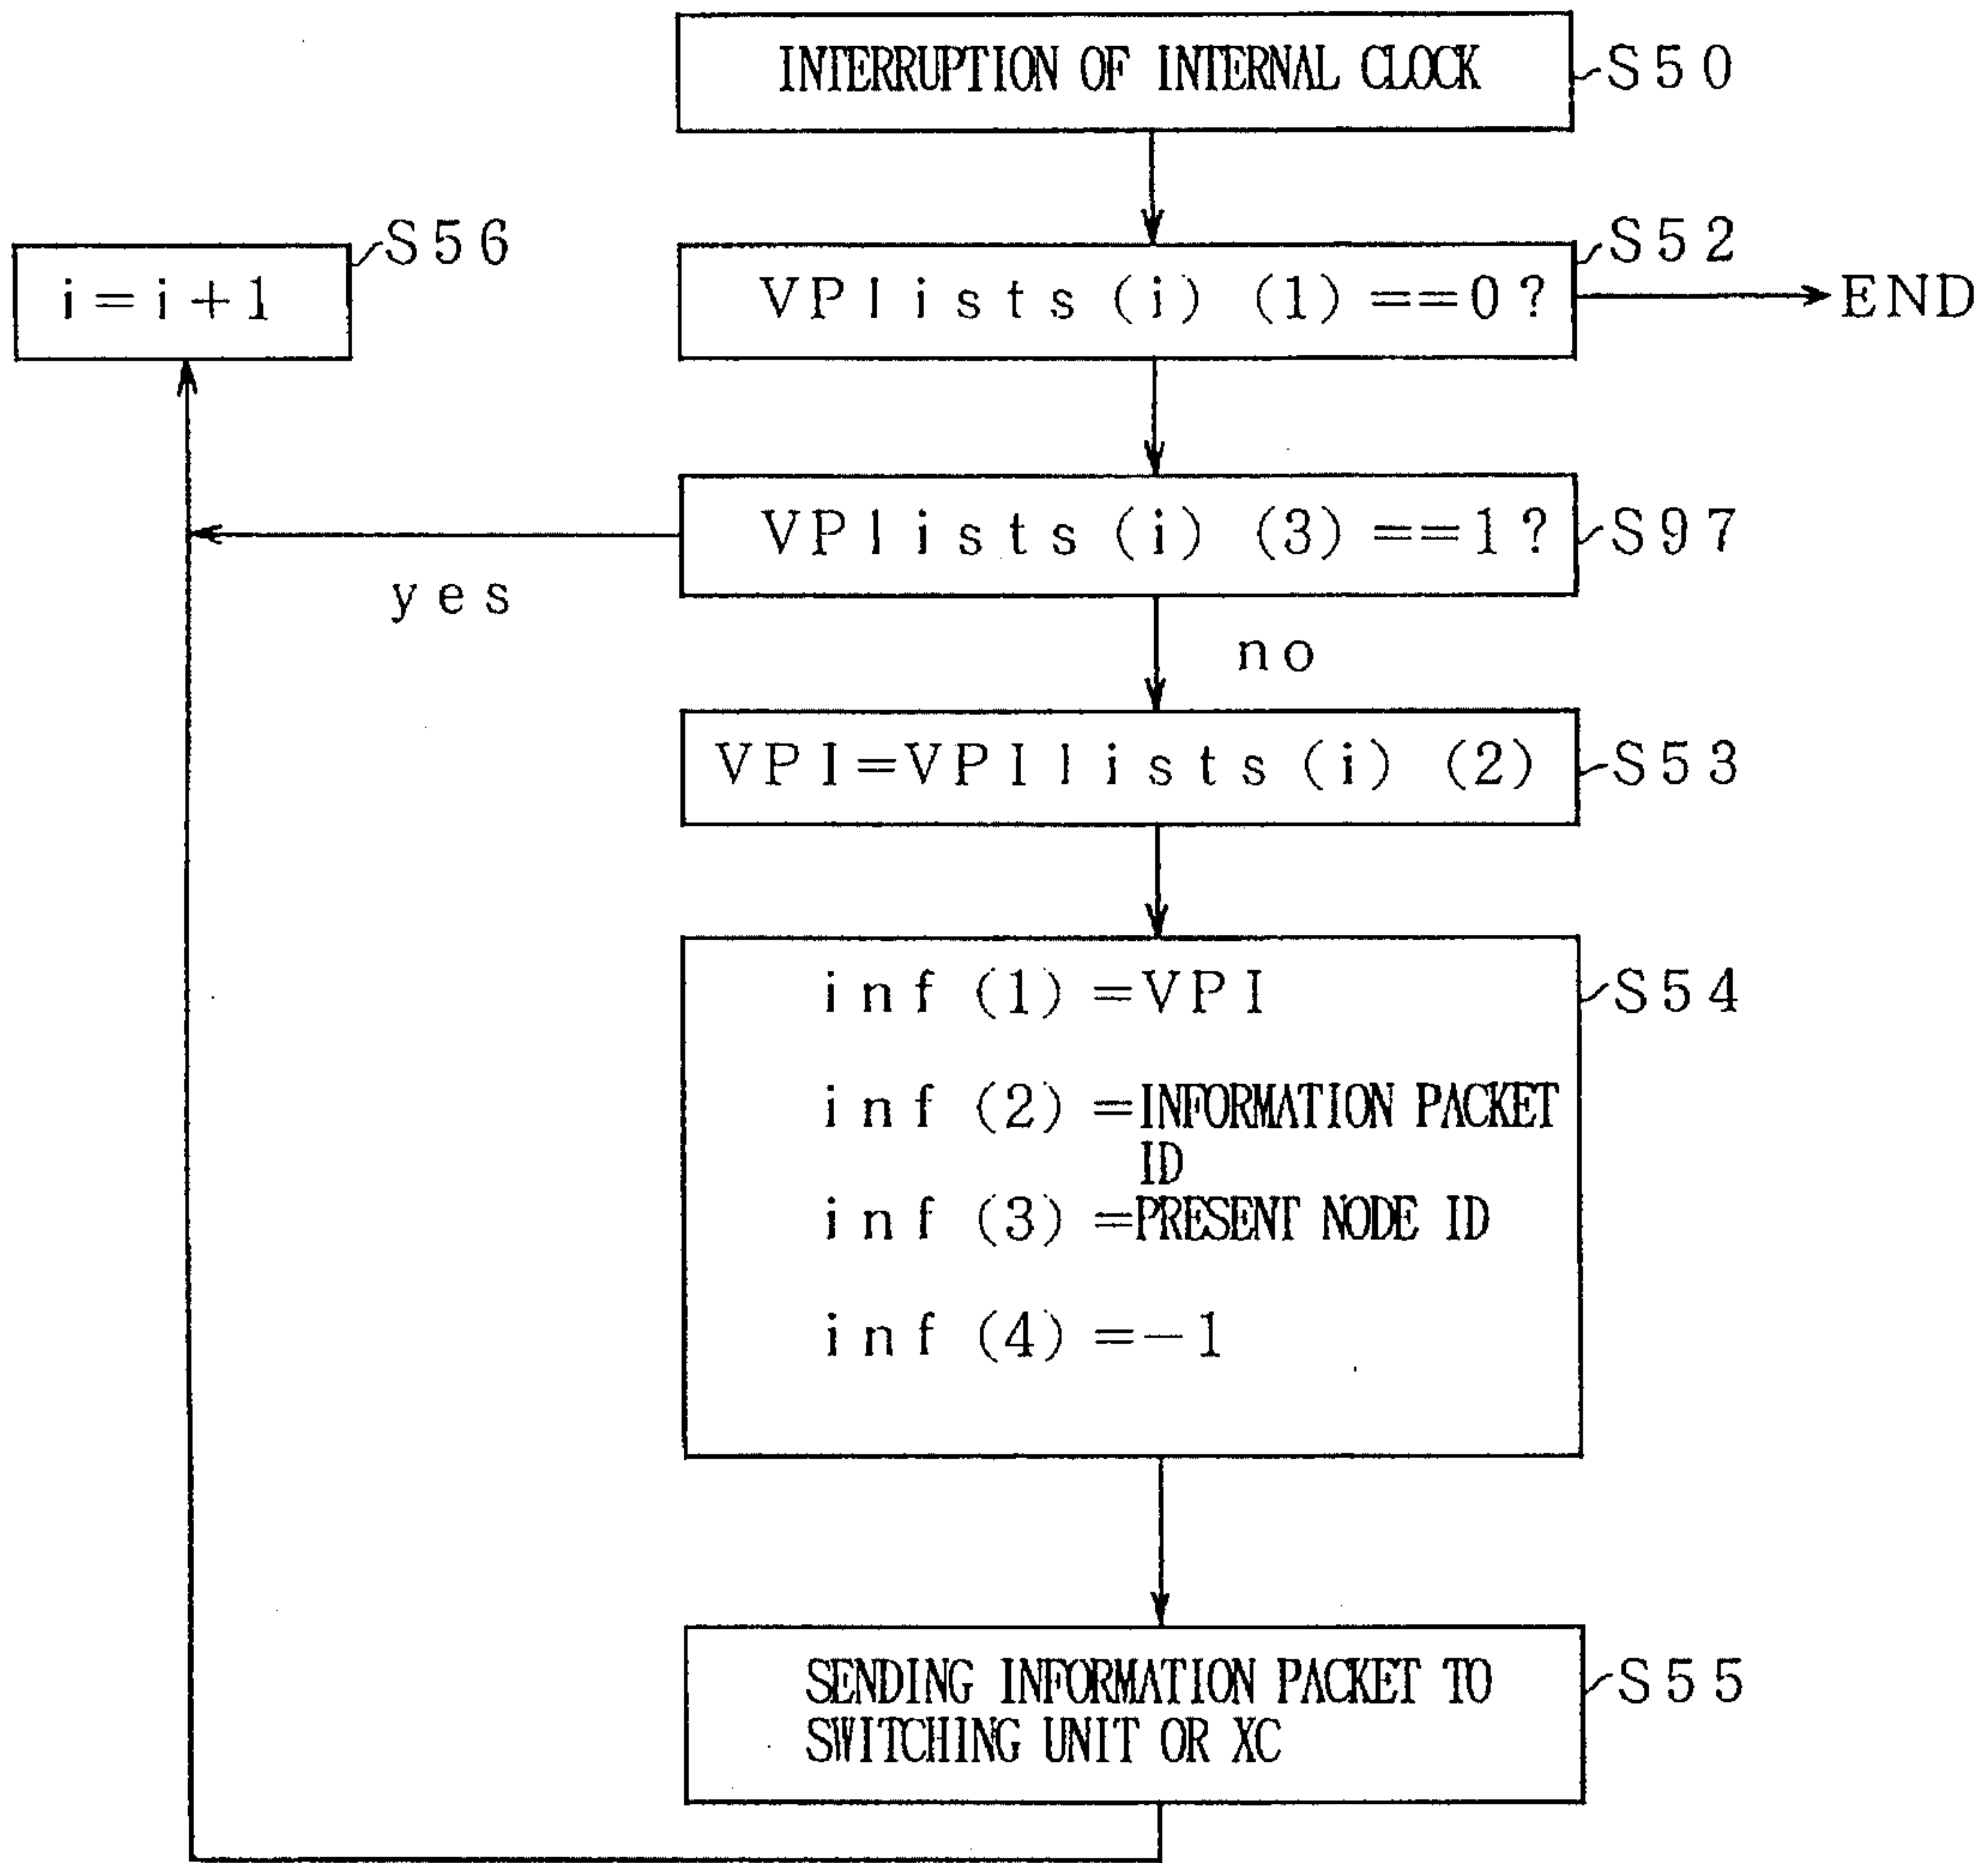 INTERRUPTION OF INTERNAL CLOCK
S50
S56
i=i+1
S52
VPlists(i) (1)==0?
END
VPlists(i) (3)==1?
S97
yes
no
VPI=VPIlists(i) (2)
S53
S54
inf (1)=VPI
inf (2)=INFORMATION PACKET
ID
inf (3)=PRESENT NODE ID
inf (4)=-1
SENDING INFORMATION PACKET TO
SWITCHING UNIT OR XC
S55